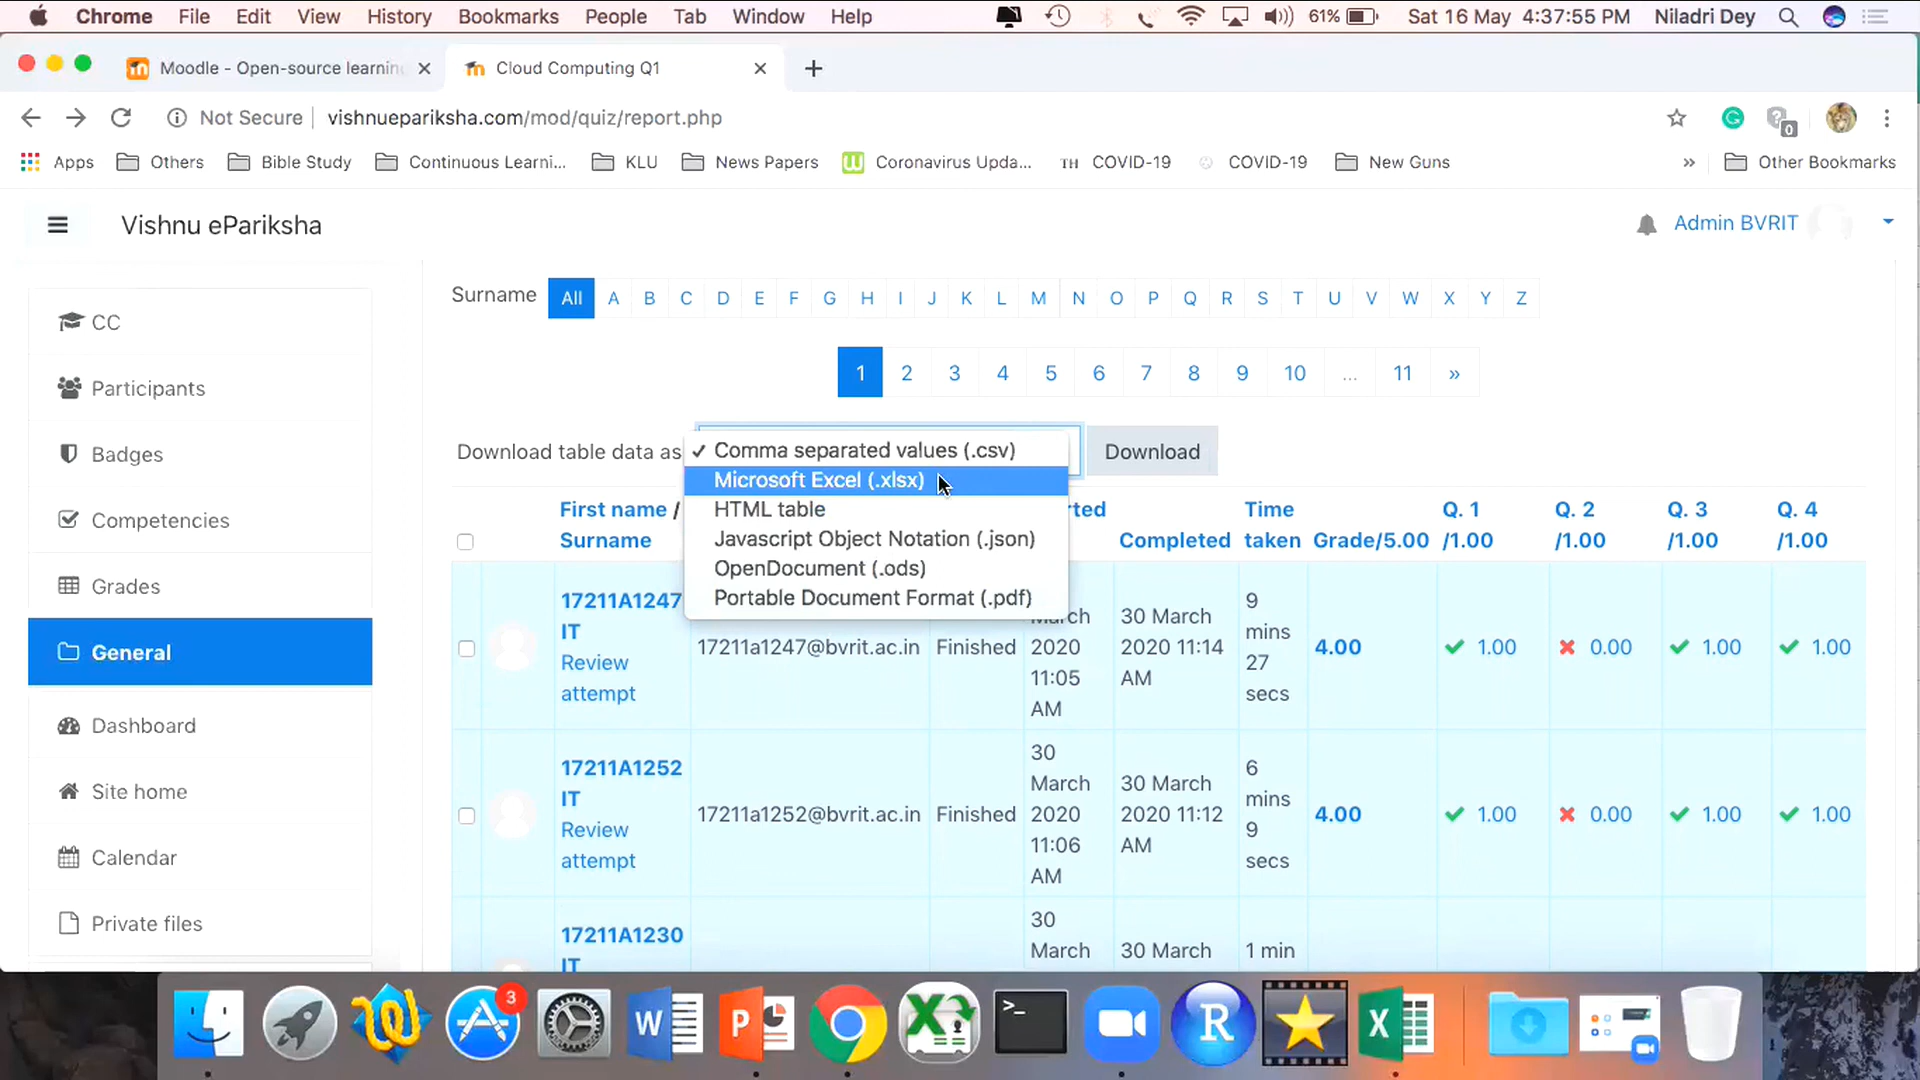 Chrome File Edit View History Bookmarks People Tab Window Help 61% Sat 16 May 4:37:55 PM Niladri Dey
Moodle - Open-source learning Cloud Computing Q1
Not Secure vishnuepariksha.com/mod/quiz/report.php 0
Apps Others Bible Study Continuous Learni... KLU News Papers Coronavirus Upda... TH COVID-19 COVID-19 New Guns » Other Bookmarks
Vishnu ePariksha Admin BVRIT
CC
Participants
Badges
Competencies
Grades
General
Dashboard
Site home
Calendar
Private files
Surname All A B C D E F G H I J K L M N O P Q R S T U V W X Y Z
1 2 3 4 5 6 7 8 9 10 ... 11 »
Download table data as ✓ Comma separated values (.csv) Download
Microsoft Excel (.xlsx)
HTML table
Javascript Object Notation (.json)
OpenDocument (.ods)
Portable Document Format (.pdf)
First name / rted Time Q. 1 Q. 2 Q. 3 Q. 4
Surname Completed taken Grade/5.00 /1.00 /1.00 /1.00 /1.00
17211A1247 9
IT March 30 March mins
17211a1247@bvrit.ac.in Finished 2020 2020 11:14 4.00 1.00 0.00 1.00 1.00
Review 11:05 AM 27
attempt AM secs
30
17211A1252 March 30 March 6
IT mins
17211a1252@bvrit.ac.in Finished 2020 2020 11:12 4.00 1.00 0.00 1.00 1.00
Review 11:06 AM 9
attempt AM secs
30
17211A1230 March 30 March 1 min
IT
3 W P X >_ R X